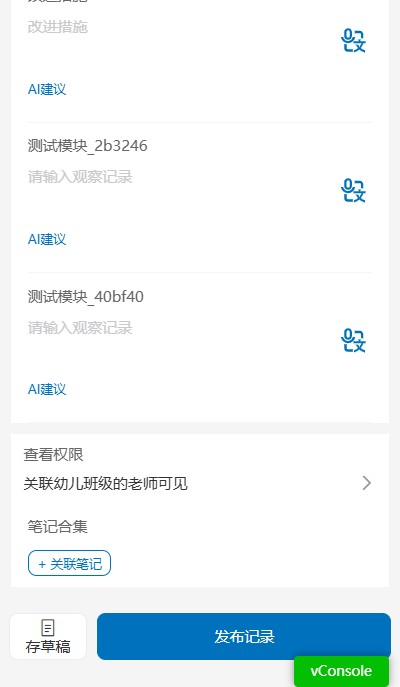 改进措施
改进措施
AI建议
测试模块_2b3246
请输入观察记录
AI建议
测试模块_40bf40
请输入观察记录
AI建议
查看权限
关联幼儿班级的老师可见
笔记合集
+ 关联笔记
存草稿
发布记录
vConsole